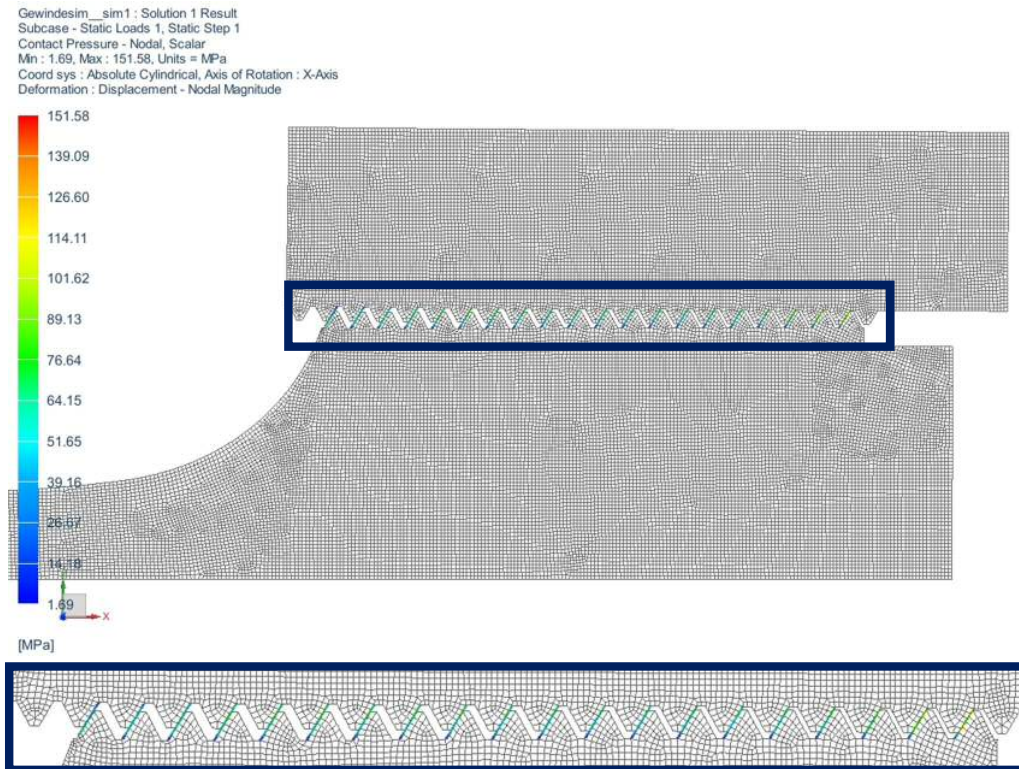 Gewindesim__sim1 : Solution 1 Result
Subcase - Static Loads 1, Static Step 1
Contact Pressure - Nodal, Scalar
Min : 1.69, Max : 151.58, Units = MPa
Coord sys : Absolute Cylindrical, Axis of Rotation : X-Axis
Deformation : Displacement - Nodal Magnitude
151.58
139.09
126.60
114.11
101.62
89.13
76.64
64.15
51.65
39.16
26.67
14.18
1.69
X
[MPa]